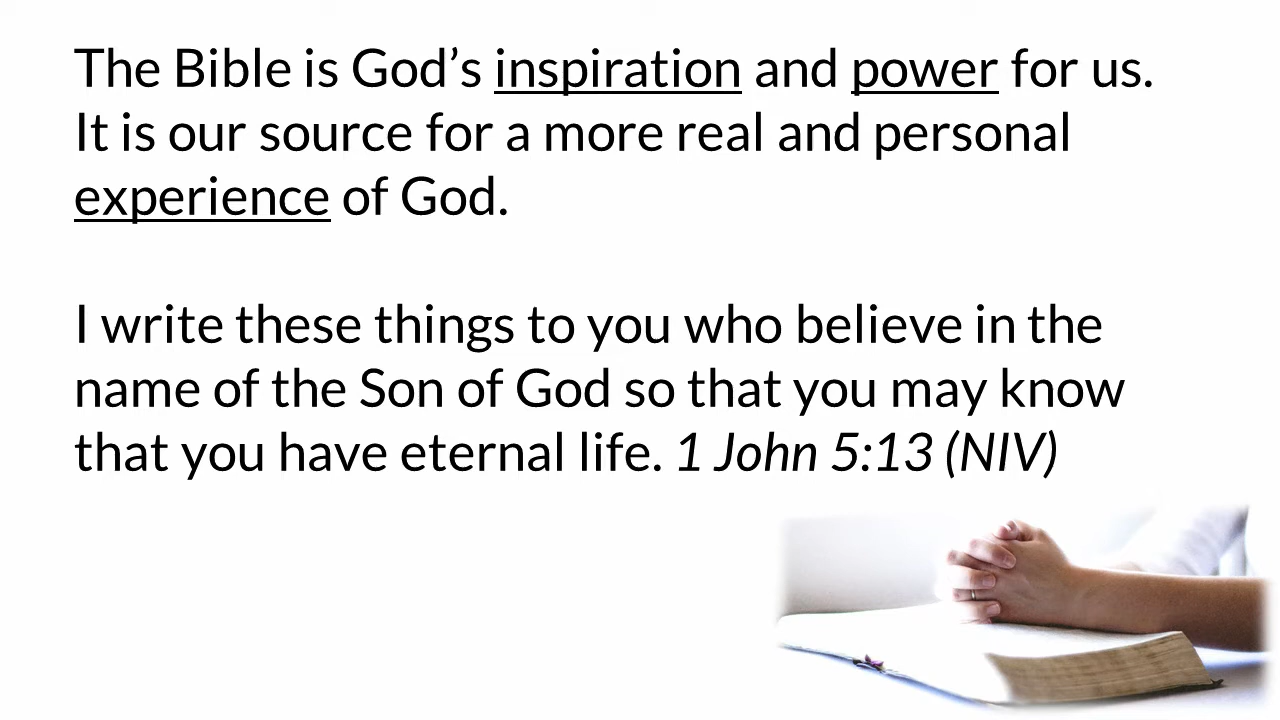 The Bible is God’s inspiration and power for us.
It is our source for a more real and personal
experience of God.
I write these things to you who believe in the
name of the Son of God so that you may know
that you have eternal life. 1 John 5:13 (NIV)